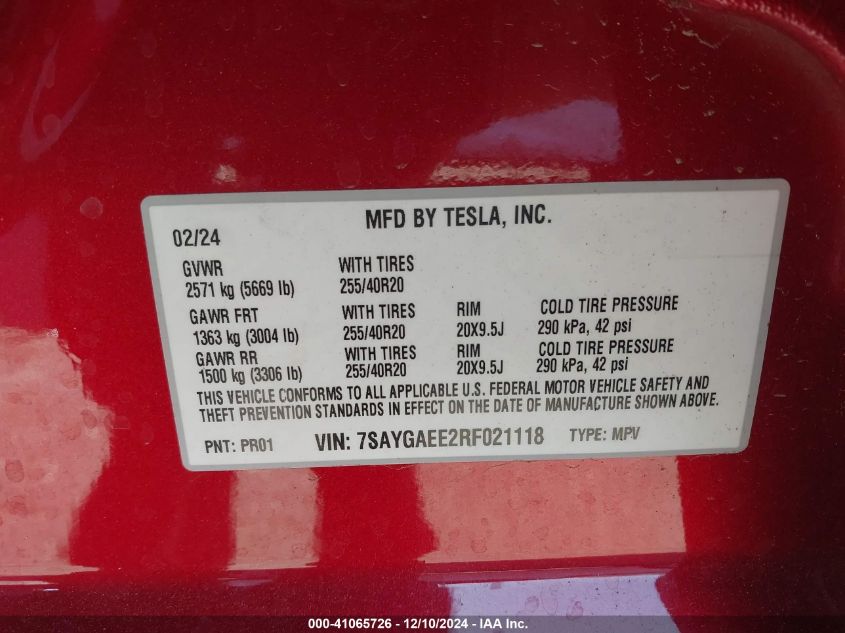 MFD BY TESLA, INC.
02/24
GVWR WITH TIRES
2571 kg (5669 lb) 255/40R20
GAWR FRT WITH TIRES RIM COLD TIRE PRESSURE
1363 kg (3004 lb) 255/40R20 20X9.5J 290 kPa, 42 psi
GAWR RR WITH TIRES RIM COLD TIRE PRESSURE
1500 kg (3306 lb) 255/40R20 20X9.5J 290 kPa, 42 psi
THIS VEHICLE CONFORMS TO ALL APPLICABLE U.S. FEDERAL MOTOR VEHICLE SAFETY AND
THEFT PREVENTION STANDARDS IN EFFECT ON THE DATE OF MANUFACTURE SHOWN ABOVE.
PNT: PR01 VIN: 7SAYGAEE2RF021118 TYPE: MPV
000-41065726 - 12/10/2024 - IAA Inc.